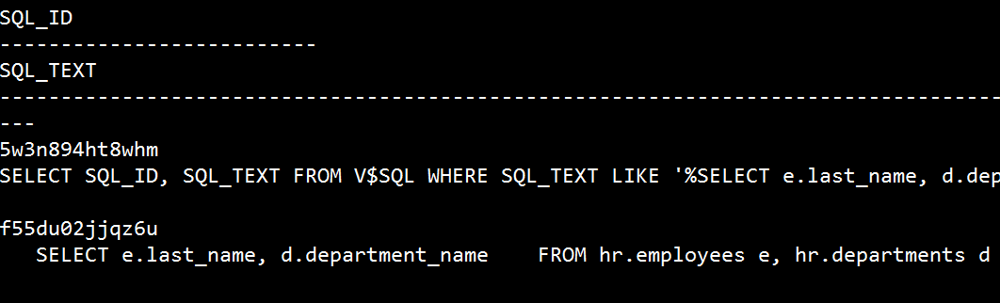 SQL_ID
--------------------------
SQL_TEXT
----------------------------------------------------------------------------------
---
5w3n894ht8whm
SELECT SQL_ID, SQL_TEXT FROM V$SQL WHERE SQL_TEXT LIKE '%SELECT e.last_name, d.dep
f55du02jjqz6u
SELECT e.last_name, d.department_name    FROM hr.employees e, hr.departments d